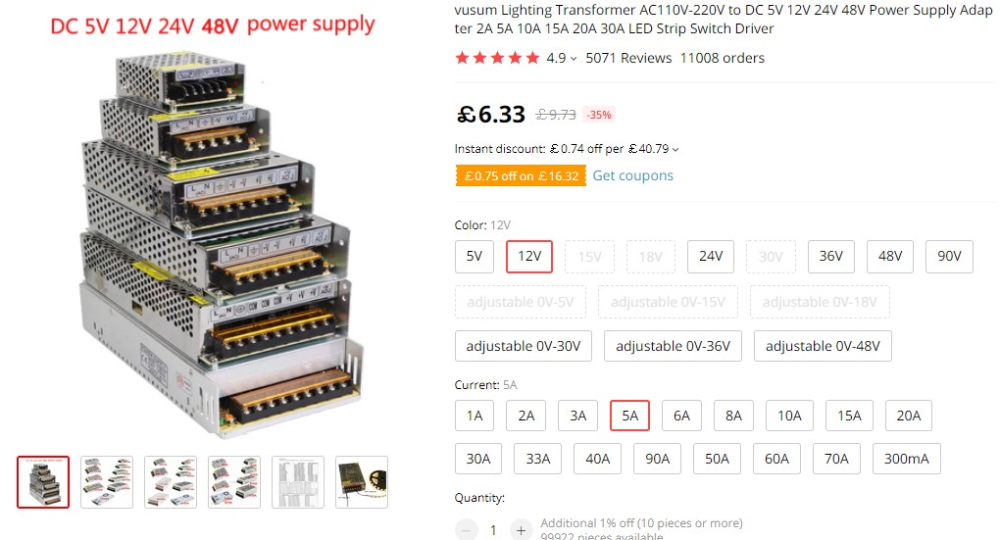 DC 5V 12V 24V 48V power supply
vusum Lighting Transformer AC110V-220V to DC 5V 12V 24V 48V Power Supply Adap
ter 2A 5A 10A 15A 20A 30A LED Strip Switch Driver
4.9 5071 Reviews 11008 orders
£6.33 £9.73 -35%
Instant discount: £0.74 off per £40.79
£0.75 off on £16.32 Get coupons
Color: 12V
5V 12V 15V 18V 24V 30V 36V 48V 90V
adjustable 0V-5V adjustable 0V-15V adjustable 0V-18V
adjustable 0V-30V adjustable 0V-36V adjustable 0V-48V
Current: 5A
1A 2A 3A 5A 6A 8A 10A 15A 20A
30A 33A 40A 90A 50A 60A 70A 300mA
Quantity:
− 1 + Additional 1% off (10 pieces or more)
99922 pieces available